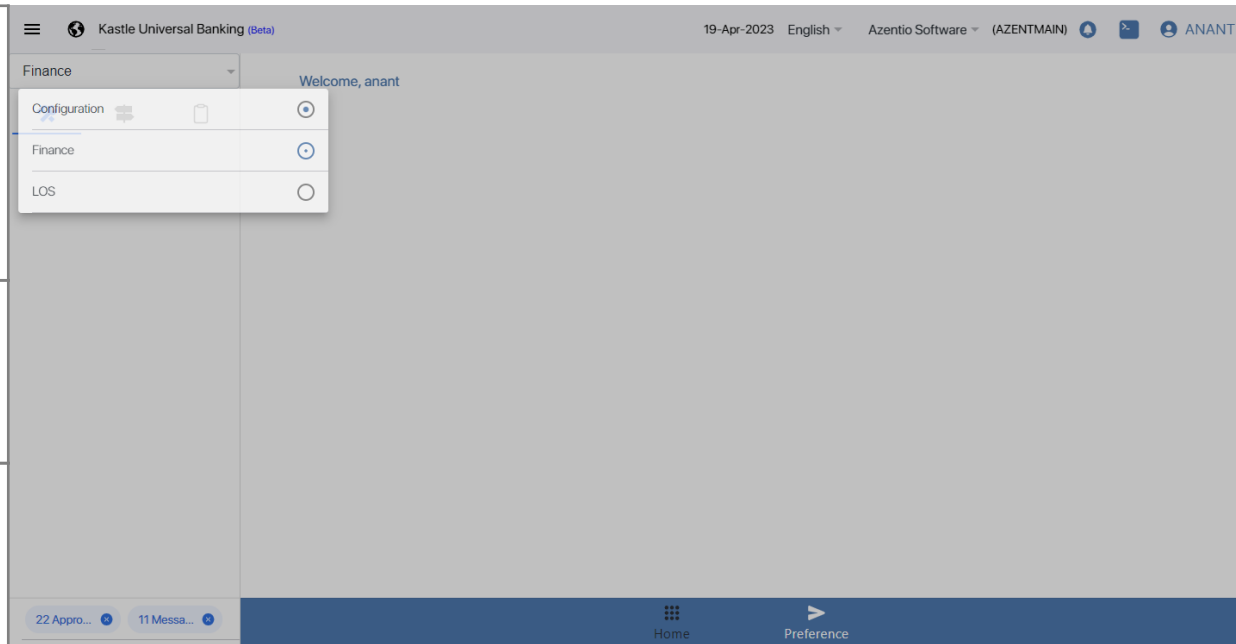 Kastle Universal Banking (Beta) 19-Apr-2023 English Azentio Software (AZENTMAIN) ANANT
Finance
Welcome, anant
Configuration
Finance
LOS
22 Appro... 11 Messa...
Home Preference